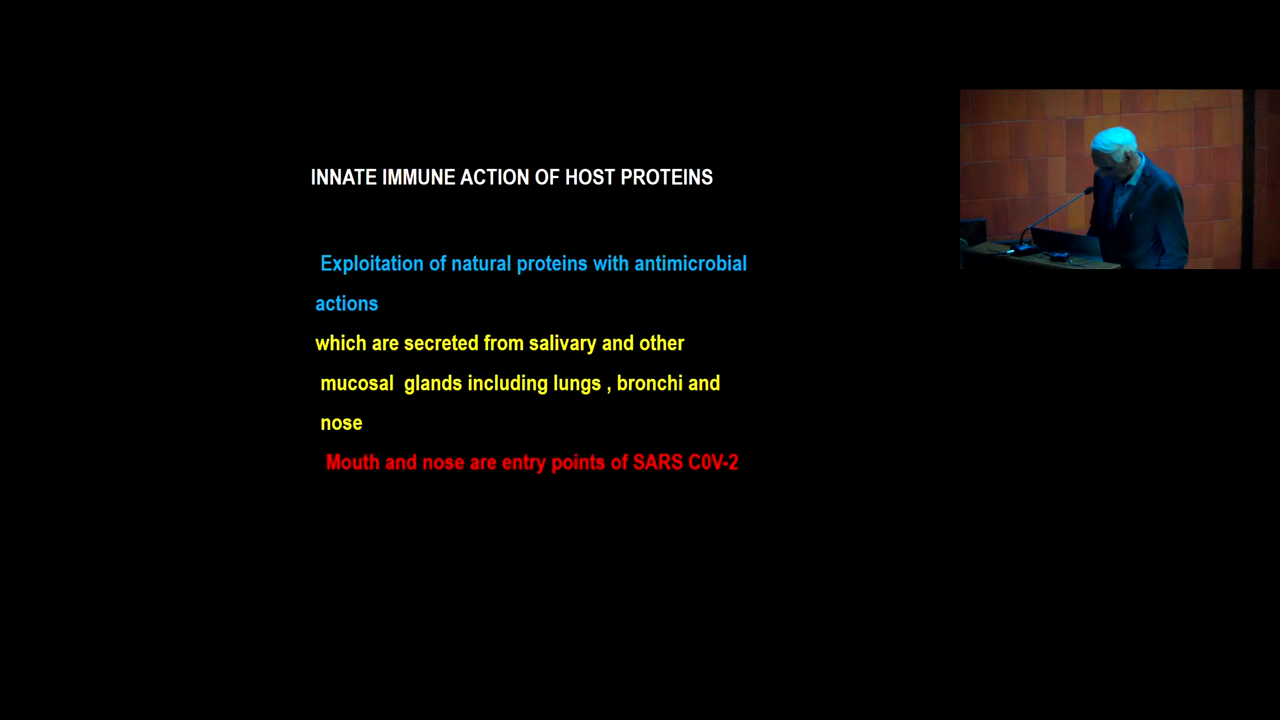 INNATE IMMUNE ACTION OF HOST PROTEINS
Exploitation of natural proteins with antimicrobial
actions
which are secreted from salivary and other
mucosal glands including lungs , bronchi and
nose
Mouth and nose are entry points of SARS C0V-2